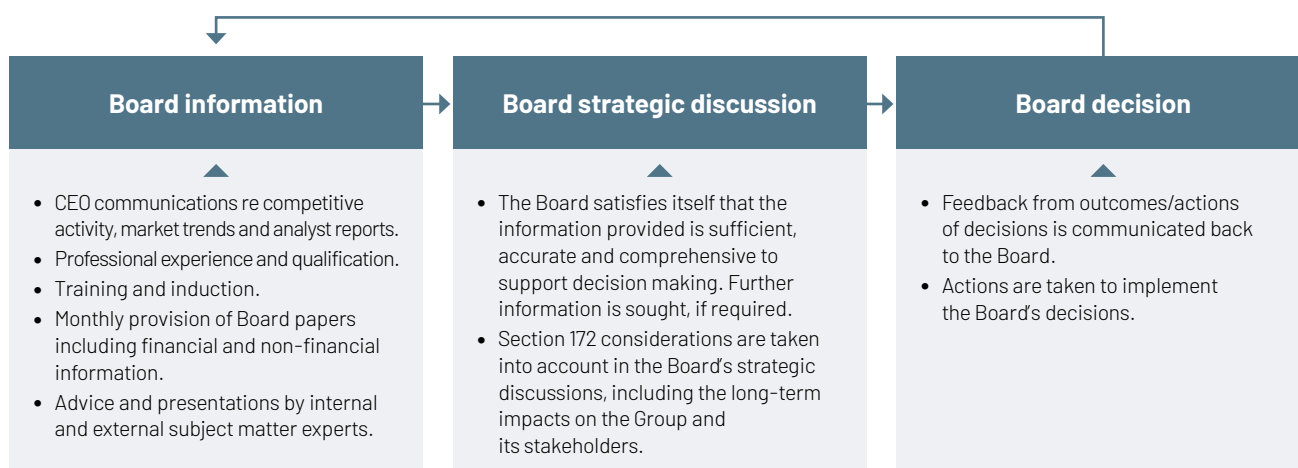 Board information
• CEO communications re competitive
activity, market trends and analyst reports.
• Professional experience and qualification.
• Training and induction.
• Monthly provision of Board papers
including financial and non-financial
information.
• Advice and presentations by internal
and external subject matter experts.
Board strategic discussion
• The Board satisfies itself that the
information provided is sufficient,
accurate and comprehensive to
support decision making. Further
information is sought, if required.
• Section 172 considerations are taken
into account in the Board's strategic
discussions, including the long-term
impacts on the Group and
its stakeholders.
Board decision
• Feedback from outcomes/actions
of decisions is communicated back
to the Board.
• Actions are taken to implement
the Board's decisions.